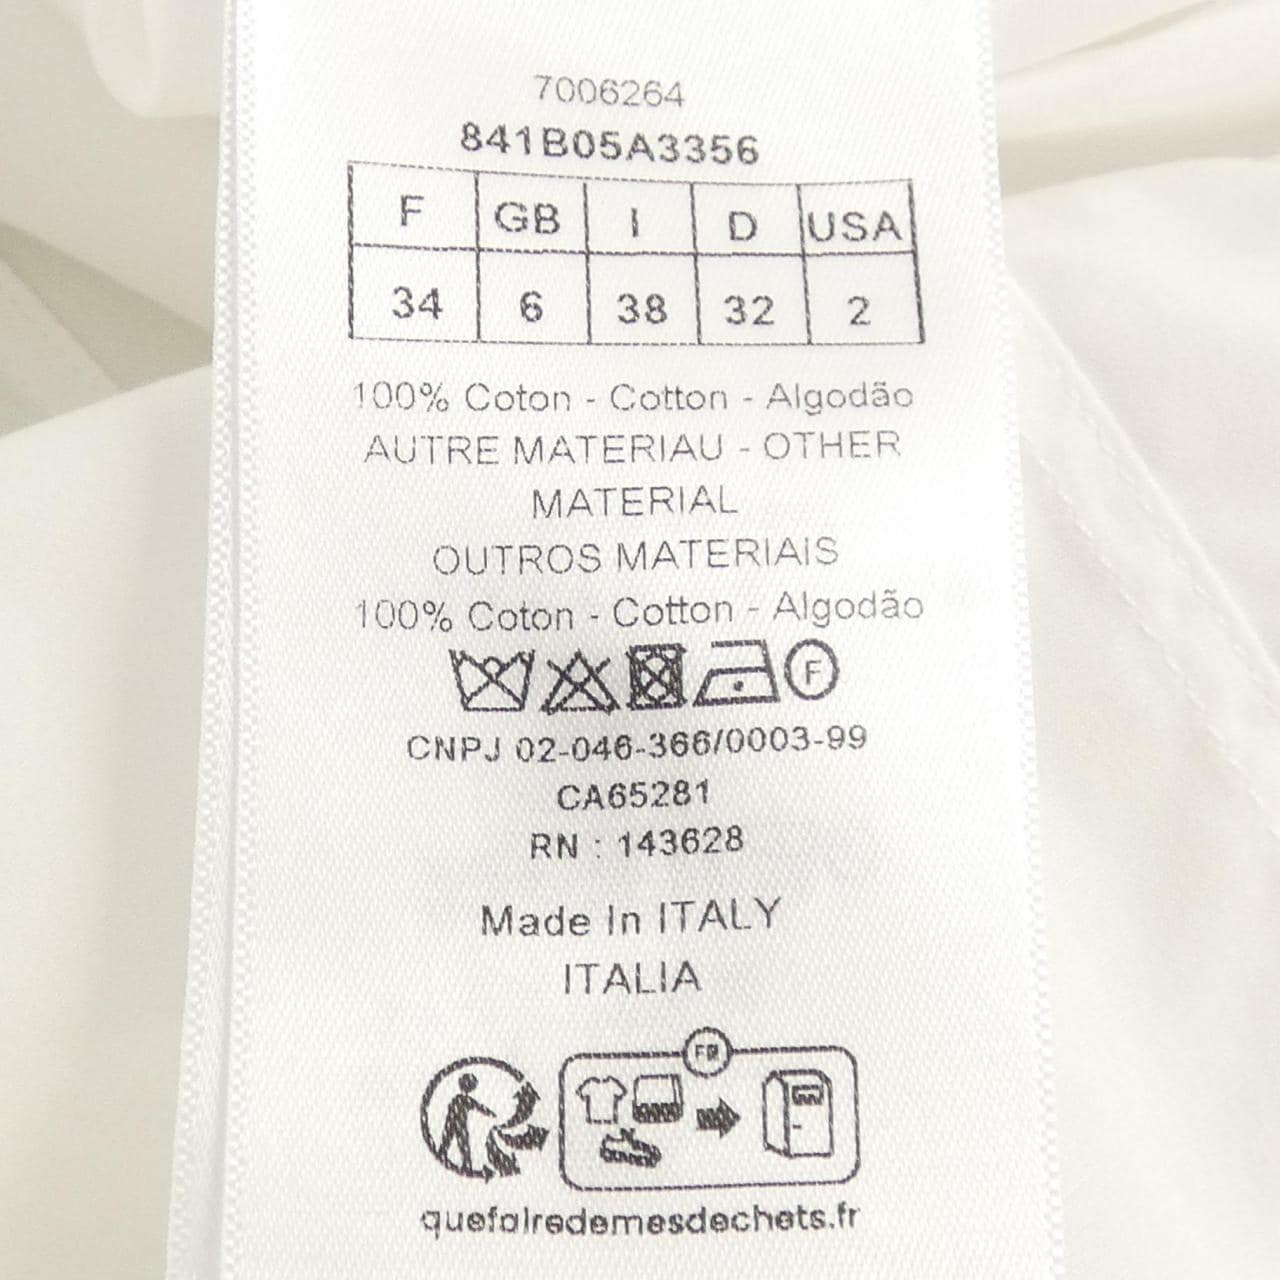 7006264
841B05A3356
F GB I D USA
34 6 38 32 2
100% Coton - Cotton - Algodão
AUTRE MATERIAU - OTHER
MATERIAL
OUTROS MATERIAIS
100% Coton - Cotton - Algodão
F
CNPJ 02-046-366/0003-99
CA65281
RN : 143628
Made In ITALY
ITALIA
FR
quefairedemesdechets.fr